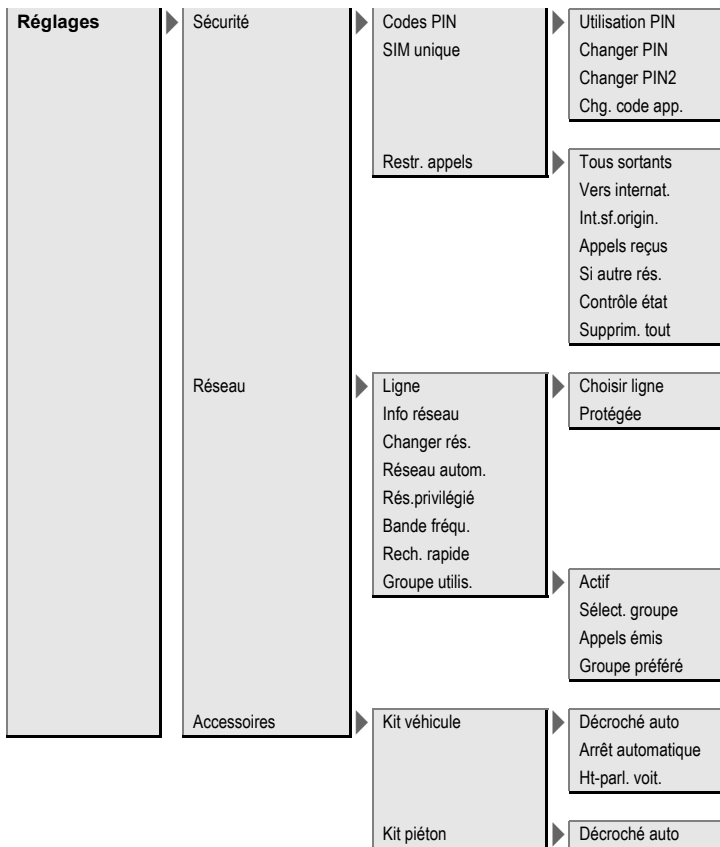 Réglages Sécurité Codes PIN Utilisation PIN
SIM unique Changer PIN
Changer PIN2
Chg. code app.
Restr. appels Tous sortants
Vers internat.
Int.sf.origin.
Appels reçus
Si autre rés.
Contrôle état
Supprim. tout
Réseau Ligne Choisir ligne
Info réseau Protégée
Changer rés.
Réseau autom.
Rés.privilégié
Bande fréqu.
Rech. rapide
Groupe utilis. Actif
Sélect. groupe
Appels émis
Groupe préféré
Accessoires Kit véhicule Décroché auto
Arrêt automatique
Ht-parl. voit.
Kit piéton Décroché auto